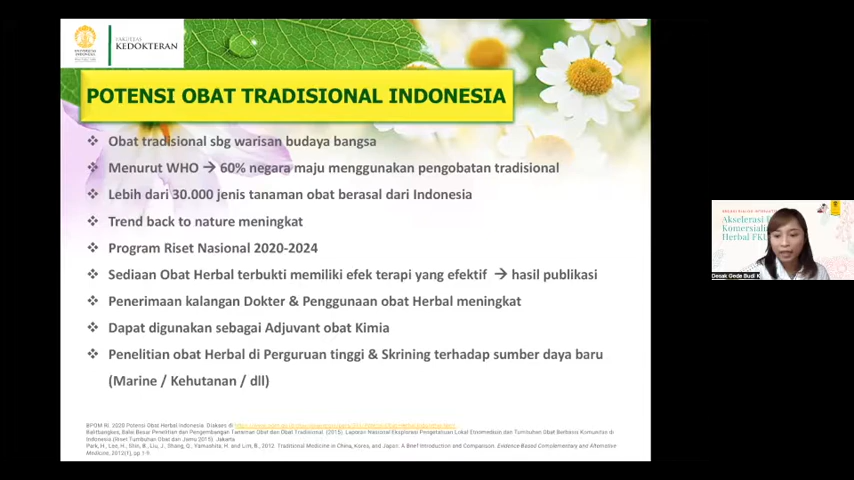 FAKULTAS
KEDOKTERAN
POTENSI OBAT TRADISIONAL INDONESIA
❖ Obat tradisional sbg warisan budaya bangsa
❖ Menurut WHO → 60% negara maju menggunakan pengobatan tradisional
❖ Lebih dari 30.000 jenis tanaman obat berasal dari Indonesia
❖ Trend back to nature meningkat
❖ Program Riset Nasional 2020-2024
❖ Sediaan Obat Herbal terbukti memiliki efek terapi yang efektif → hasil publikasi
❖ Penerimaan kalangan Dokter & Penggunaan obat Herbal meningkat
❖ Dapat digunakan sebagai Adjuvant obat Kimia
❖ Penelitian obat Herbal di Perguruan tinggi & Skrining terhadap sumber daya baru
(Marine / Kehutanan / dll)
BPOM RI. 2020 Potensi Obat Herbal Indonesia. Diakses di
Balitbangkes, Balai Besar Penelitian dan Pengembangan Tanaman Obat dan Obat Tradisional. (2015). Laporan Nasional Eksplorasi Pengetahuan Lokal Etnomedisin dan Tumbuhan Obat Berbasis Komunitas di
Indonesia (Riset Tumbuhan Obat dan Jamu 2015). Jakarta
Park, H., Lee, H., Shin, B., Liu, J., Shang, Q., Yamashita, H. and Lim, B., 2012. Traditional Medicine in China, Korea, and Japan: A Brief Introduction and Comparison. Evidence-Based Complementary and Alternative
Medicine, 2012(1), pp.1-9.
Akselerasi
Komersial
Herbal FKU
Desak Gede Budi K